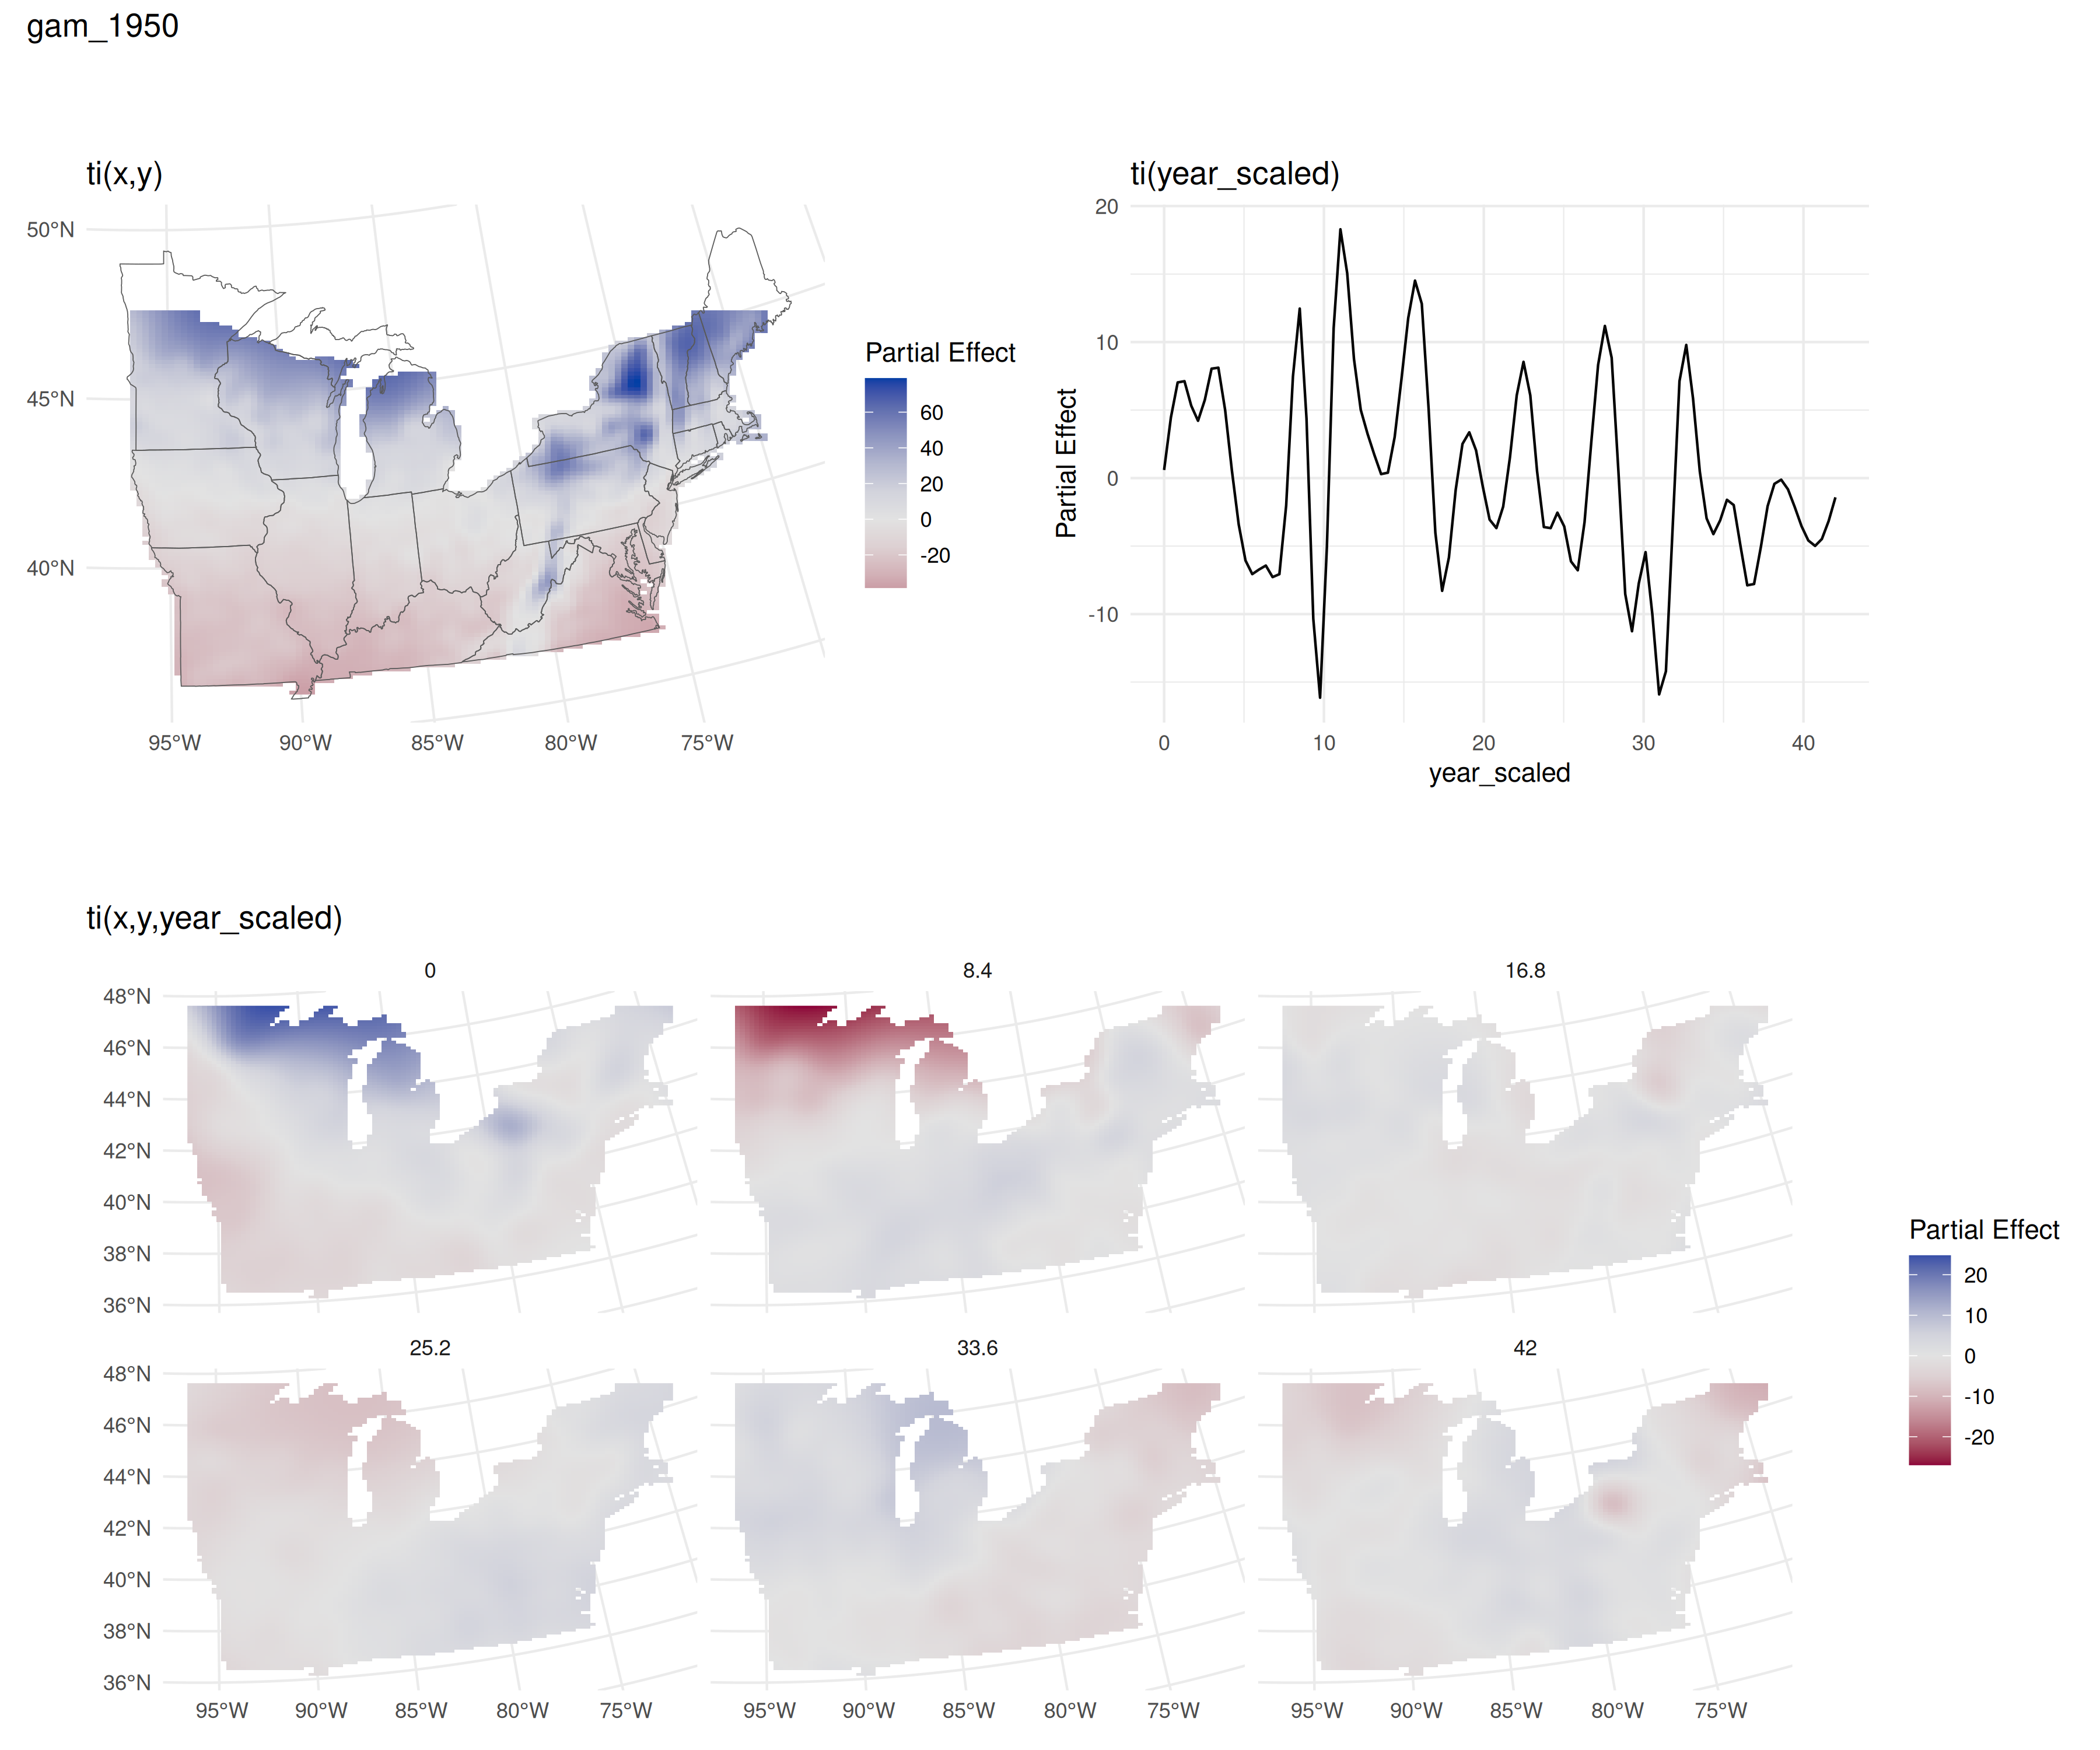 gam_1950
ti(x,y)
50°N
45°N
40°N
95°W 90°W 85°W 80°W 75°W
Partial Effect
60
40
20
0
-20
ti(year_scaled)
Partial Effect
20
10
0
-10
0 10 20 30 40
year_scaled
ti(x,y,year_scaled)
0 8.4 16.8
48°N
46°N
44°N
42°N
40°N
38°N
36°N
25.2 33.6 42
48°N
46°N
44°N
42°N
40°N
38°N
36°N
95°W 90°W 85°W 80°W 75°W 95°W 90°W 85°W 80°W 75°W 95°W 90°W 85°W 80°W 75°W
Partial Effect
20
10
0
-10
-20